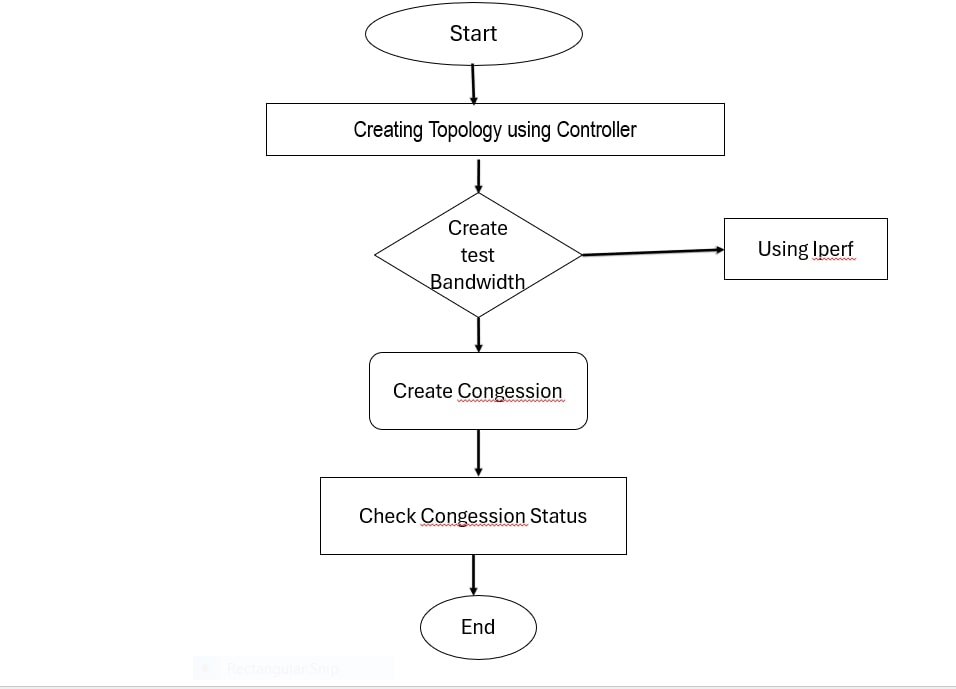 Start
Creating Topology using Controller
Create
test
Bandwidth
Using Iperf
Create Congession
Check Congession Status
End
Rectangular Snip